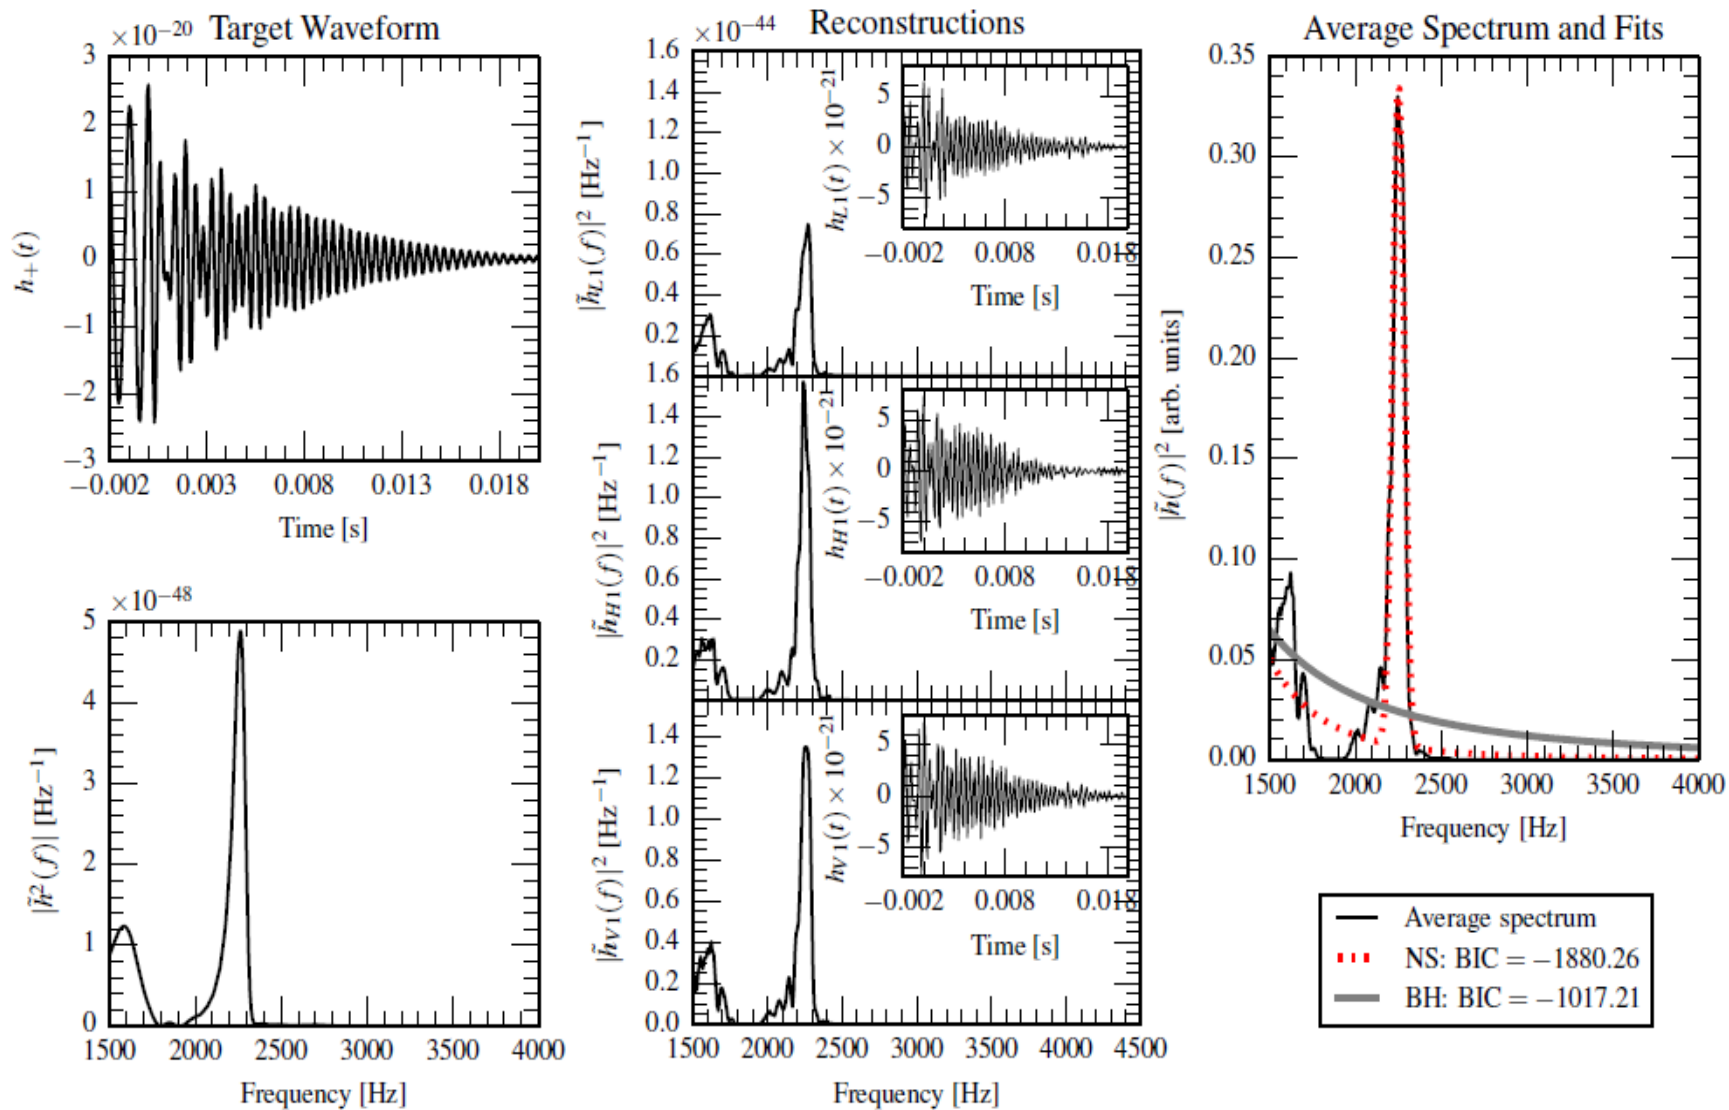 Target Waveform
×10−20
3
2
1
0
−1
−2
−3
h+(t)
−0.002 0.003 0.008 0.013 0.018
Time [s]
×10−48
5
4
3
2
1
0
|h̃2(f)| [Hz−1]
1500 2000 2500 3000 3500 4000
Frequency [Hz]
Reconstructions
×10−44
1.6
1.4
1.2
1.0
0.8
0.6
0.4
0.2
|h̃L1(f)|2 [Hz−1]
5
0
−5
hL1(t) × 10−21
−0.002 0.008 0.018
Time [s]
1.6
1.4
1.2
1.0
0.8
0.6
0.4
0.2
|h̃H1(f)|2 [Hz−1]
5
0
−5
hH1(t) × 10−21
−0.002 0.008 0.018
Time [s]
1.4
1.2
1.0
0.8
0.6
0.4
0.2
0.0
|h̃V1(f)|2 [Hz−1]
5
0
−5
hV1(t) × 10−21
−0.002 0.008 0.018
Time [s]
1500 2000 2500 3000 3500 4000 4500
Frequency [Hz]
Average Spectrum and Fits
0.35
0.30
0.25
0.20
0.15
0.10
0.05
0.00
|h̃(f)|2 [arb. units]
1500 2000 2500 3000 3500 4000
Frequency [Hz]
Average spectrum
NS: BIC = −1880.26
BH: BIC = −1017.21